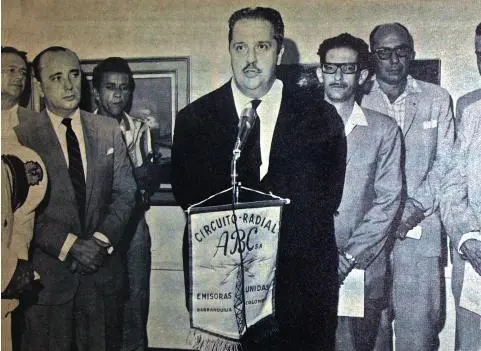 CIRCUITO-RADIAL
ABC S.A.
EMISORAS UNIDAS
BARRANQUILLA COLOMBIA